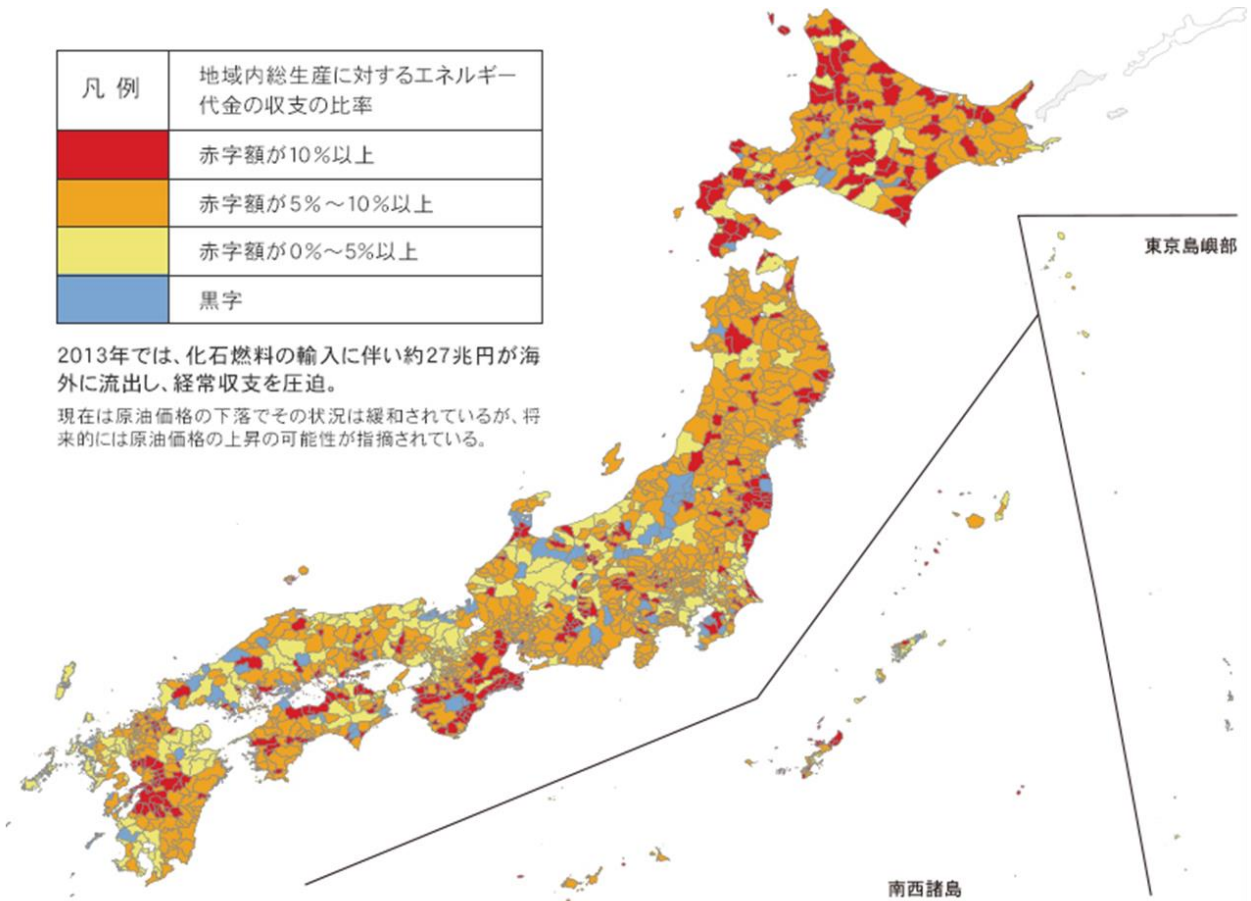 凡例
地域内総生産に対するエネルギー
代金の収支の比率
赤字額が10%以上
赤字額が5%～10%以上
赤字額が0%～5%以上
黒字
2013年では、化石燃料の輸入に伴い約27兆円が海
外に流出し、経常収支を圧迫。
現在は原油価格の下落でその状況は緩和されているが、将
来的には原油価格の上昇の可能性が指摘されている。
東京島嶼部
南西諸島